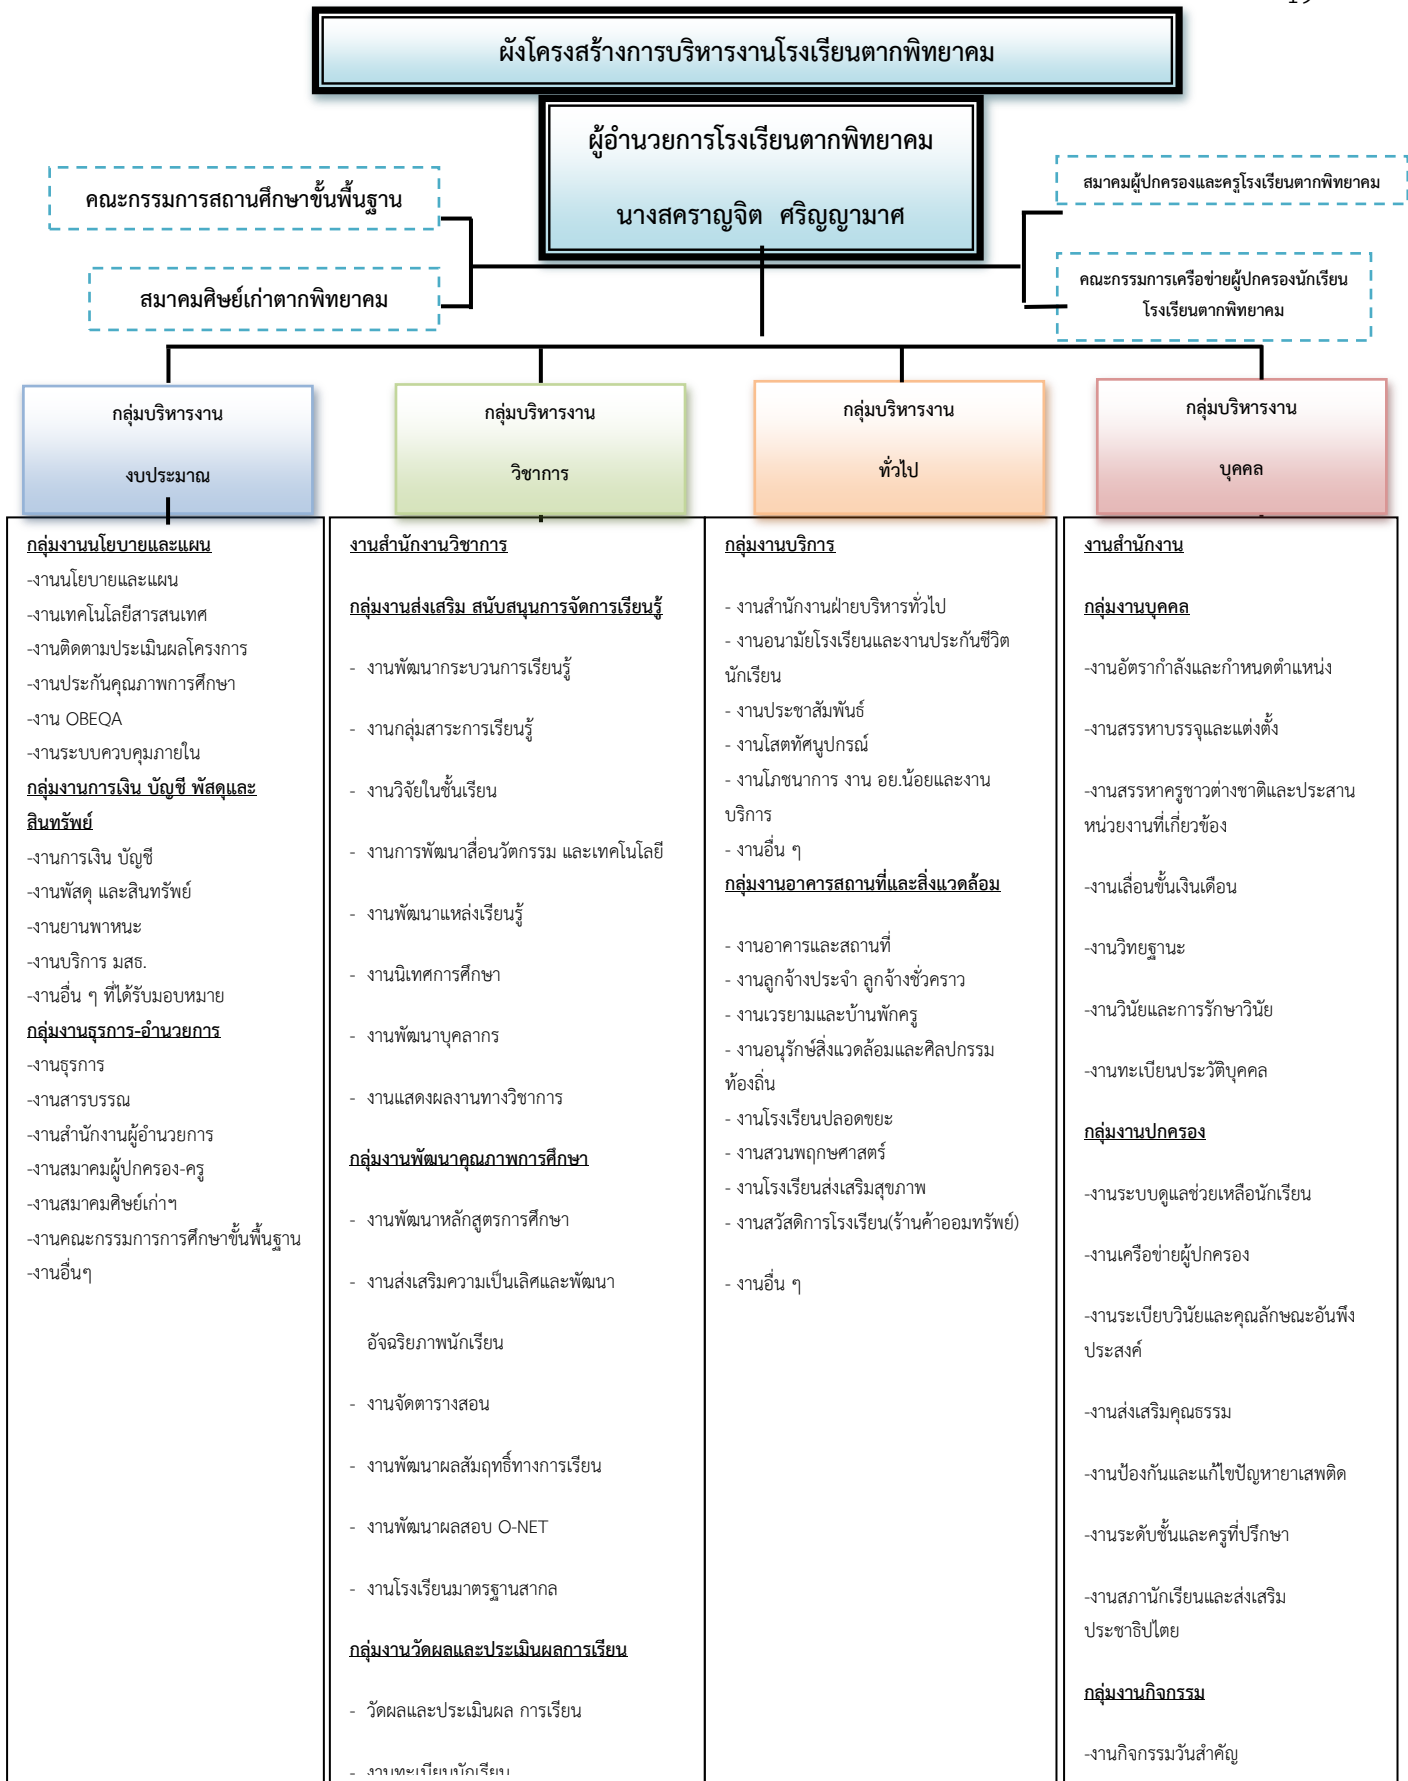 ผังโครงสร้างการบริหารงานโรงเรียนตากพิทยาคม
ผู้อำนวยการโรงเรียนตากพิทยาคม
นางสคราญจิต ศริญญามาศ
คณะกรรมการสถานศึกษาขั้นพื้นฐาน
สมาคมศิษย์เก่าตากพิทยาคม
สมาคมผู้ปกครองและครูโรงเรียนตากพิทยาคม
คณะกรรมการเครือข่ายผู้ปกครองนักเรียน
โรงเรียนตากพิทยาคม
กลุ่มบริหารงาน
งบประมาณ
กลุ่มบริหารงาน
วิชาการ
กลุ่มบริหารงาน
ทั่วไป
กลุ่มบริหารงาน
บุคคล
กลุ่มงานนโยบายและแผน
-งานนโยบายและแผน
-งานเทคโนโลยีสารสนเทศ
-งานติดตามประเมินผลโครงการ
-งานประกันคุณภาพการศึกษา
-งาน OBEQA
-งานระบบควบคุมภายใน
กลุ่มงานการเงิน บัญชี พัสดุและ
สินทรัพย์
-งานการเงิน บัญชี
-งานพัสดุ และสินทรัพย์
-งานยานพาหนะ
-งานบริการ มสธ.
-งานอื่น ๆ ที่ได้รับมอบหมาย
กลุ่มงานธุรการ-อำนวยการ
-งานธุรการ
-งานสารบรรณ
-งานสำนักงานผู้อำนวยการ
-งานสมาคมผู้ปกครอง-ครู
-งานสมาคมศิษย์เก่าฯ
-งานคณะกรรมการการศึกษาขั้นพื้นฐาน
-งานอื่นๆ
งานสำนักงานวิชาการ
กลุ่มงานส่งเสริม สนับสนุนการจัดการเรียนรู้
- งานพัฒนากระบวนการเรียนรู้
- งานกลุ่มสาระการเรียนรู้
- งานวิจัยในชั้นเรียน
- งานการพัฒนาสื่อนวัตกรรม และเทคโนโลยี
- งานพัฒนาแหล่งเรียนรู้
- งานนิเทศการศึกษา
- งานพัฒนาบุคลากร
- งานแสดงผลงานทางวิชาการ
กลุ่มงานพัฒนาคุณภาพการศึกษา
- งานพัฒนาหลักสูตรการศึกษา
- งานส่งเสริมความเป็นเลิศและพัฒนา
อัจฉริยภาพนักเรียน
- งานจัดตารางสอน
- งานพัฒนาผลสัมฤทธิ์ทางการเรียน
- งานพัฒนาผลสอบ O-NET
- งานโรงเรียนมาตรฐานสากล
กลุ่มงานวัดผลและประเมินผลการเรียน
- วัดผลและประเมินผล การเรียน
- งานทะเบียนนักเรียน
กลุ่มงานบริการ
- งานสำนักงานฝ่ายบริหารทั่วไป
- งานอนามัยโรงเรียนและงานประกันชีวิต
นักเรียน
- งานประชาสัมพันธ์
- งานโสตทัศนูปกรณ์
- งานโภชนาการ งาน อย.น้อยและงาน
บริการ
- งานอื่น ๆ
กลุ่มงานอาคารสถานที่และสิ่งแวดล้อม
- งานอาคารและสถานที่
- งานลูกจ้างประจำ ลูกจ้างชั่วคราว
- งานเวรยามและบ้านพักครู
- งานอนุรักษ์สิ่งแวดล้อมและศิลปกรรม
ท้องถิ่น
- งานโรงเรียนปลอดขยะ
- งานสวนพฤกษศาสตร์
- งานโรงเรียนส่งเสริมสุขภาพ
- งานสวัสดิการโรงเรียน(ร้านค้าออมทรัพย์)
- งานอื่น ๆ
งานสำนักงาน
กลุ่มงานบุคคล
-งานอัตรากำลังและกำหนดตำแหน่ง
-งานสรรหาบรรจุและแต่งตั้ง
-งานสรรหาครูชาวต่างชาติและประสาน
หน่วยงานที่เกี่ยวข้อง
-งานเลื่อนขั้นเงินเดือน
-งานวิทยฐานะ
-งานวินัยและการรักษาวินัย
-งานทะเบียนประวัติบุคคล
กลุ่มงานปกครอง
-งานระบบดูแลช่วยเหลือนักเรียน
-งานเครือข่ายผู้ปกครอง
-งานระเบียบวินัยและคุณลักษณะอันพึง
ประสงค์
-งานส่งเสริมคุณธรรม
-งานป้องกันและแก้ไขปัญหายาเสพติด
-งานระดับชั้นและครูที่ปรึกษา
-งานสภานักเรียนและส่งเสริม
ประชาธิปไตย
กลุ่มงานกิจกรรม
-งานกิจกรรมวันสำคัญ